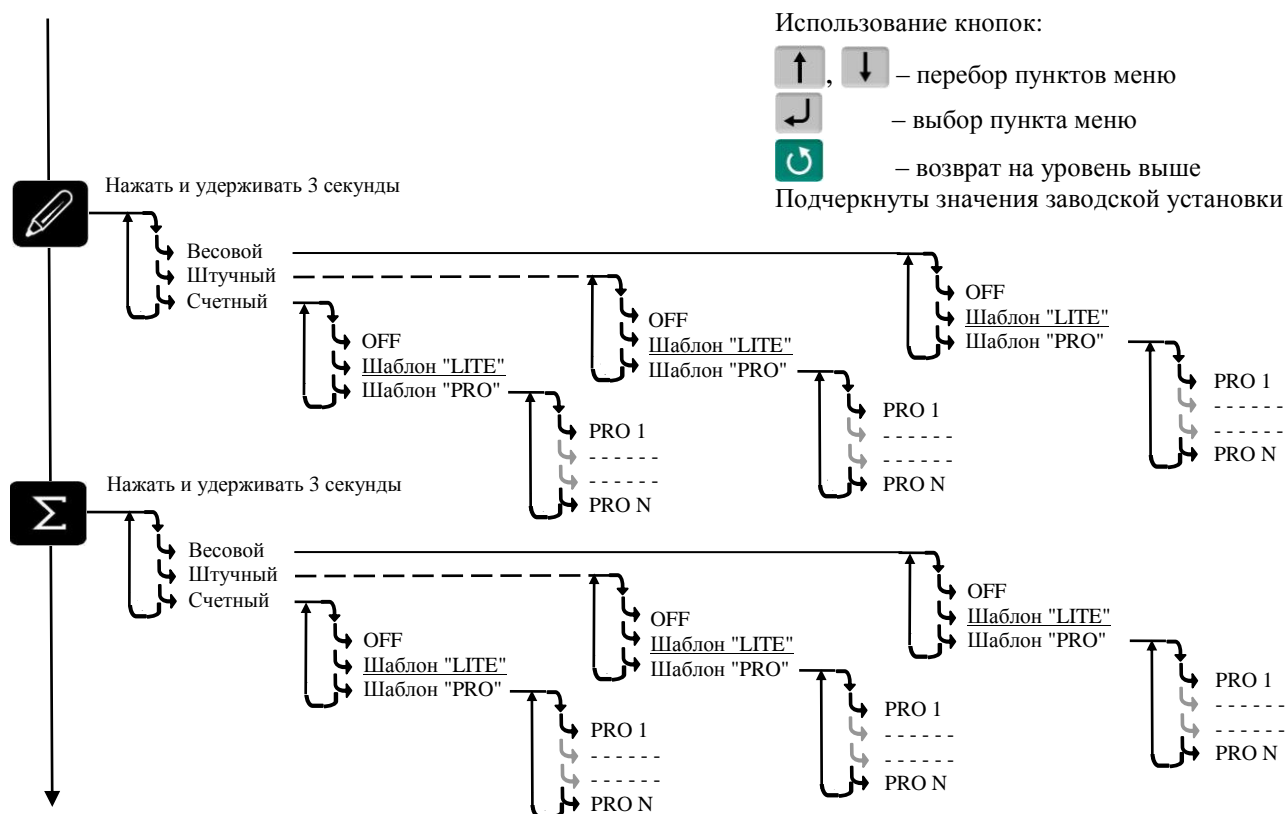 Использование кнопок:
, – перебор пунктов меню
– выбор пункта меню
– возврат на уровень выше
Подчеркнуты значения заводской установки
Нажать и удерживать 3 секунды
Весовой
Штучный
Счетный
OFF
Шаблон "LITE"
Шаблон "PRO"
PRO 1
- - - - - -
- - - - - -
PRO N
OFF
Шаблон "LITE"
Шаблон "PRO"
PRO 1
- - - - - -
- - - - - -
PRO N
OFF
Шаблон "LITE"
Шаблон "PRO"
PRO 1
- - - - - -
- - - - - -
PRO N
Нажать и удерживать 3 секунды
Σ
Весовой
Штучный
Счетный
OFF
Шаблон "LITE"
Шаблон "PRO"
PRO 1
- - - - - -
- - - - - -
PRO N
OFF
Шаблон "LITE"
Шаблон "PRO"
PRO 1
- - - - - -
- - - - - -
PRO N
OFF
Шаблон "LITE"
Шаблон "PRO"
PRO 1
- - - - - -
- - - - - -
PRO N